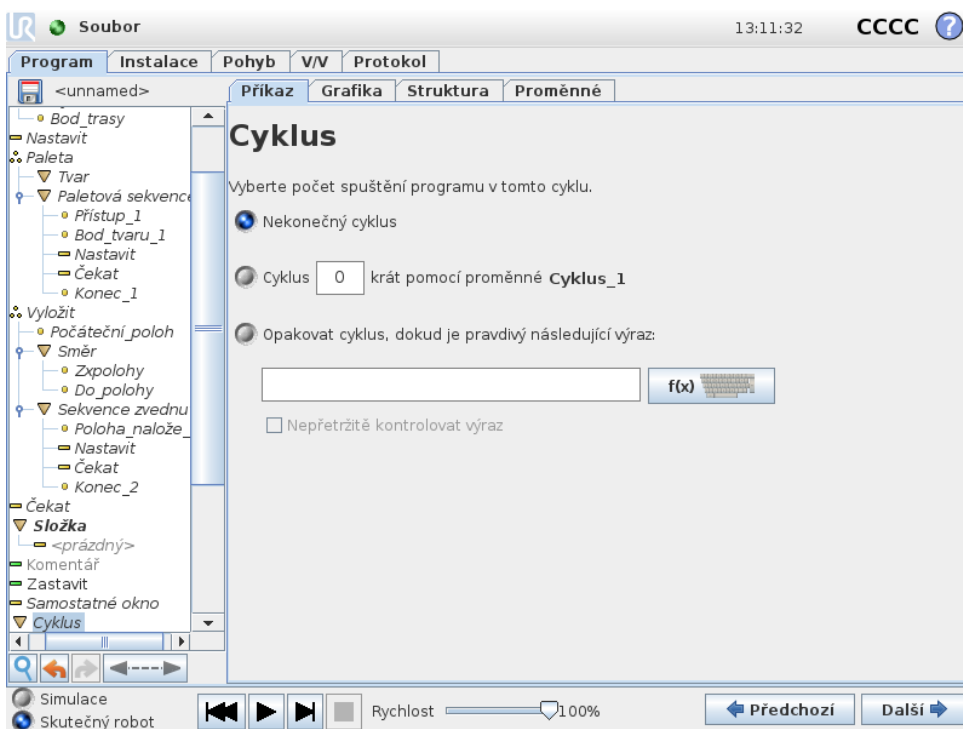 Soubor 13:11:32 CCCC ?
Program Instalace Pohyb V/V Protokol
<unnamed>
Příkaz Grafika Struktura Proměnné
Bod_trasy
Nastavit
Paleta
Tvar
Paletová sekvence
Přístup_1
Bod_tvaru_1
Nastavit
Čekat
Konec_1
Vyložit
Počáteční_poloh
Směr
Zxpolohy
Do_polohy
Sekvence zvednu
Poloha_nalože_
Nastavit
Čekat
Konec_2
Čekat
Složka
<prázdný>
Komentář
Zastavit
Samostatné okno
Cyklus
Cyklus
Vyberte počet spuštění programu v tomto cyklu.
Nekonečný cyklus
Cyklus 0 krát pomocí proměnné Cyklus_1
Opakovat cyklus, dokud je pravdivý následující výraz:
f(x)
Nepřetržitě kontrolovat výraz
Simulace
Skutečný robot
Rychlost 100%
Předchozí Další